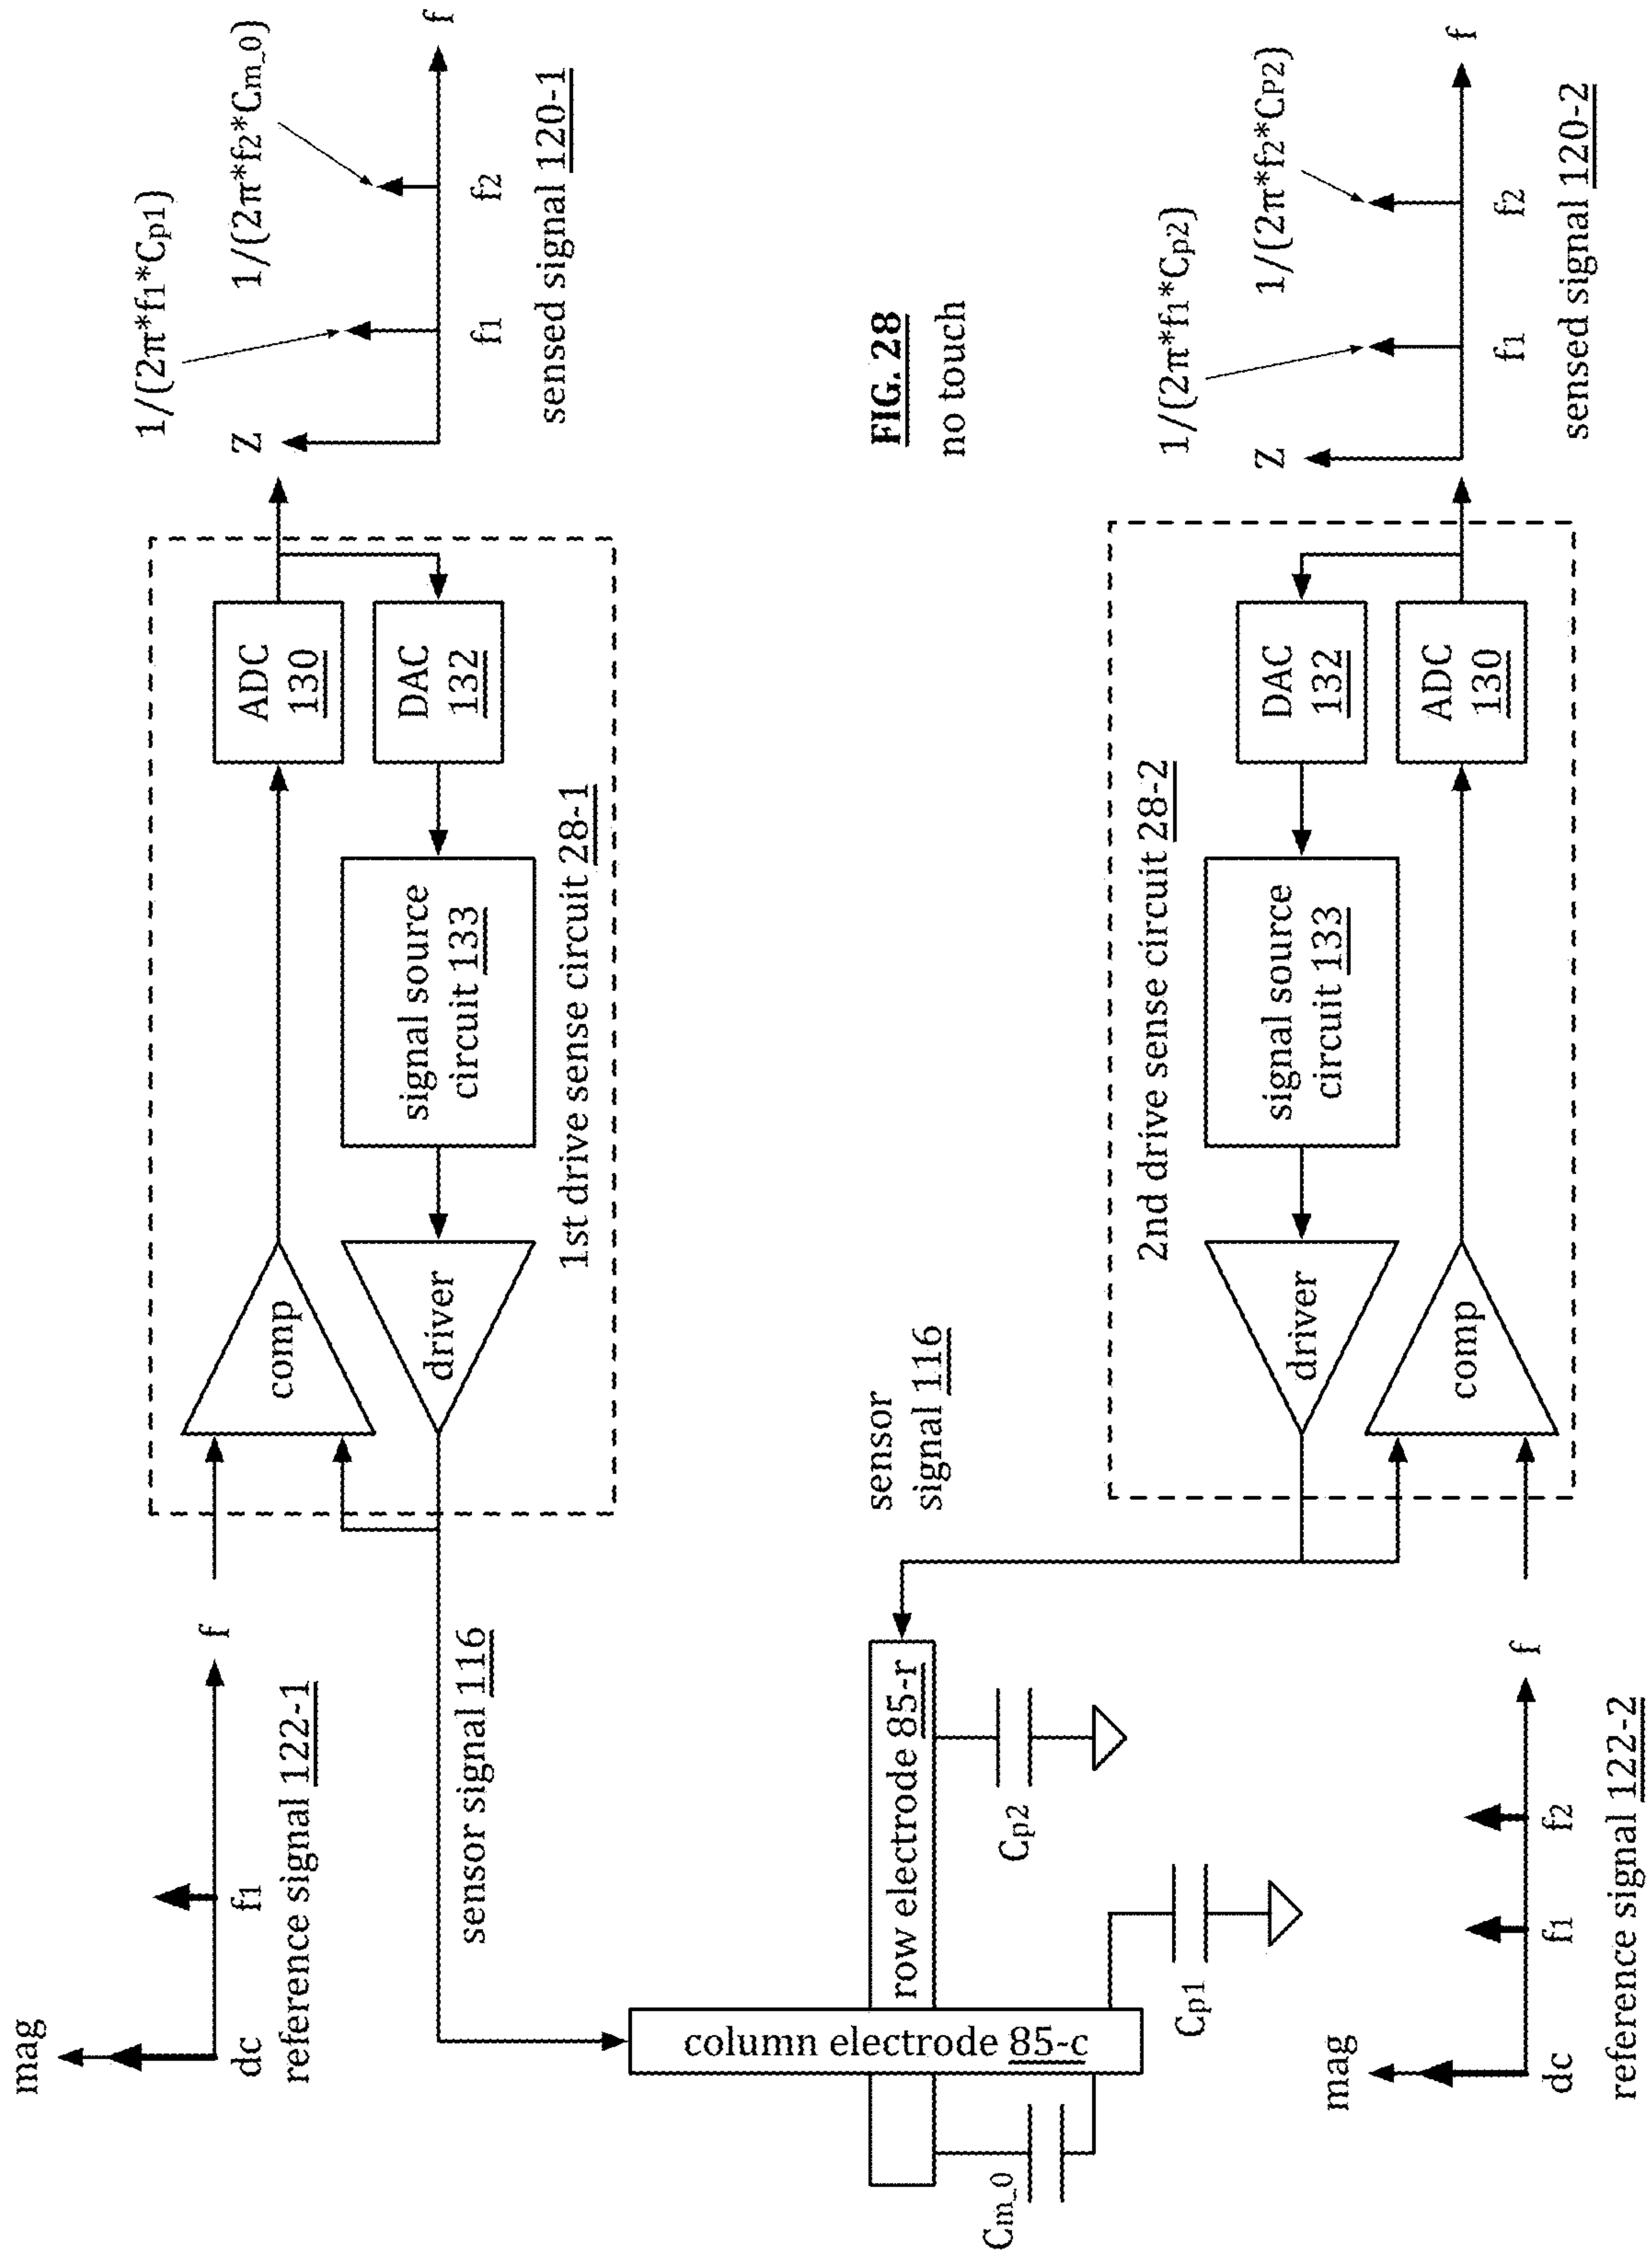 mag
dc
f1
f
reference signal 122-1
sensor signal 116
comp
driver
ADC
130
DAC
132
signal source
circuit 133
1st drive sense circuit 28-1
Z
1/(2π*f1*Cp1)
1/(2π*f2*Cm_0)
f1
f2
f
sensed signal 120-1
FIG. 28
no touch
column electrode 85-c
row electrode 85-r
Cm_0
Cp1
Cp2
sensor
signal 116
2nd drive sense circuit 28-2
driver
signal source
circuit 133
DAC
132
comp
ADC
130
mag
dc
f1
f2
f
reference signal 122-2
Z
1/(2π*f1*Cp2)
1/(2π*f2*CP2)
f1
f2
f
sensed signal 120-2